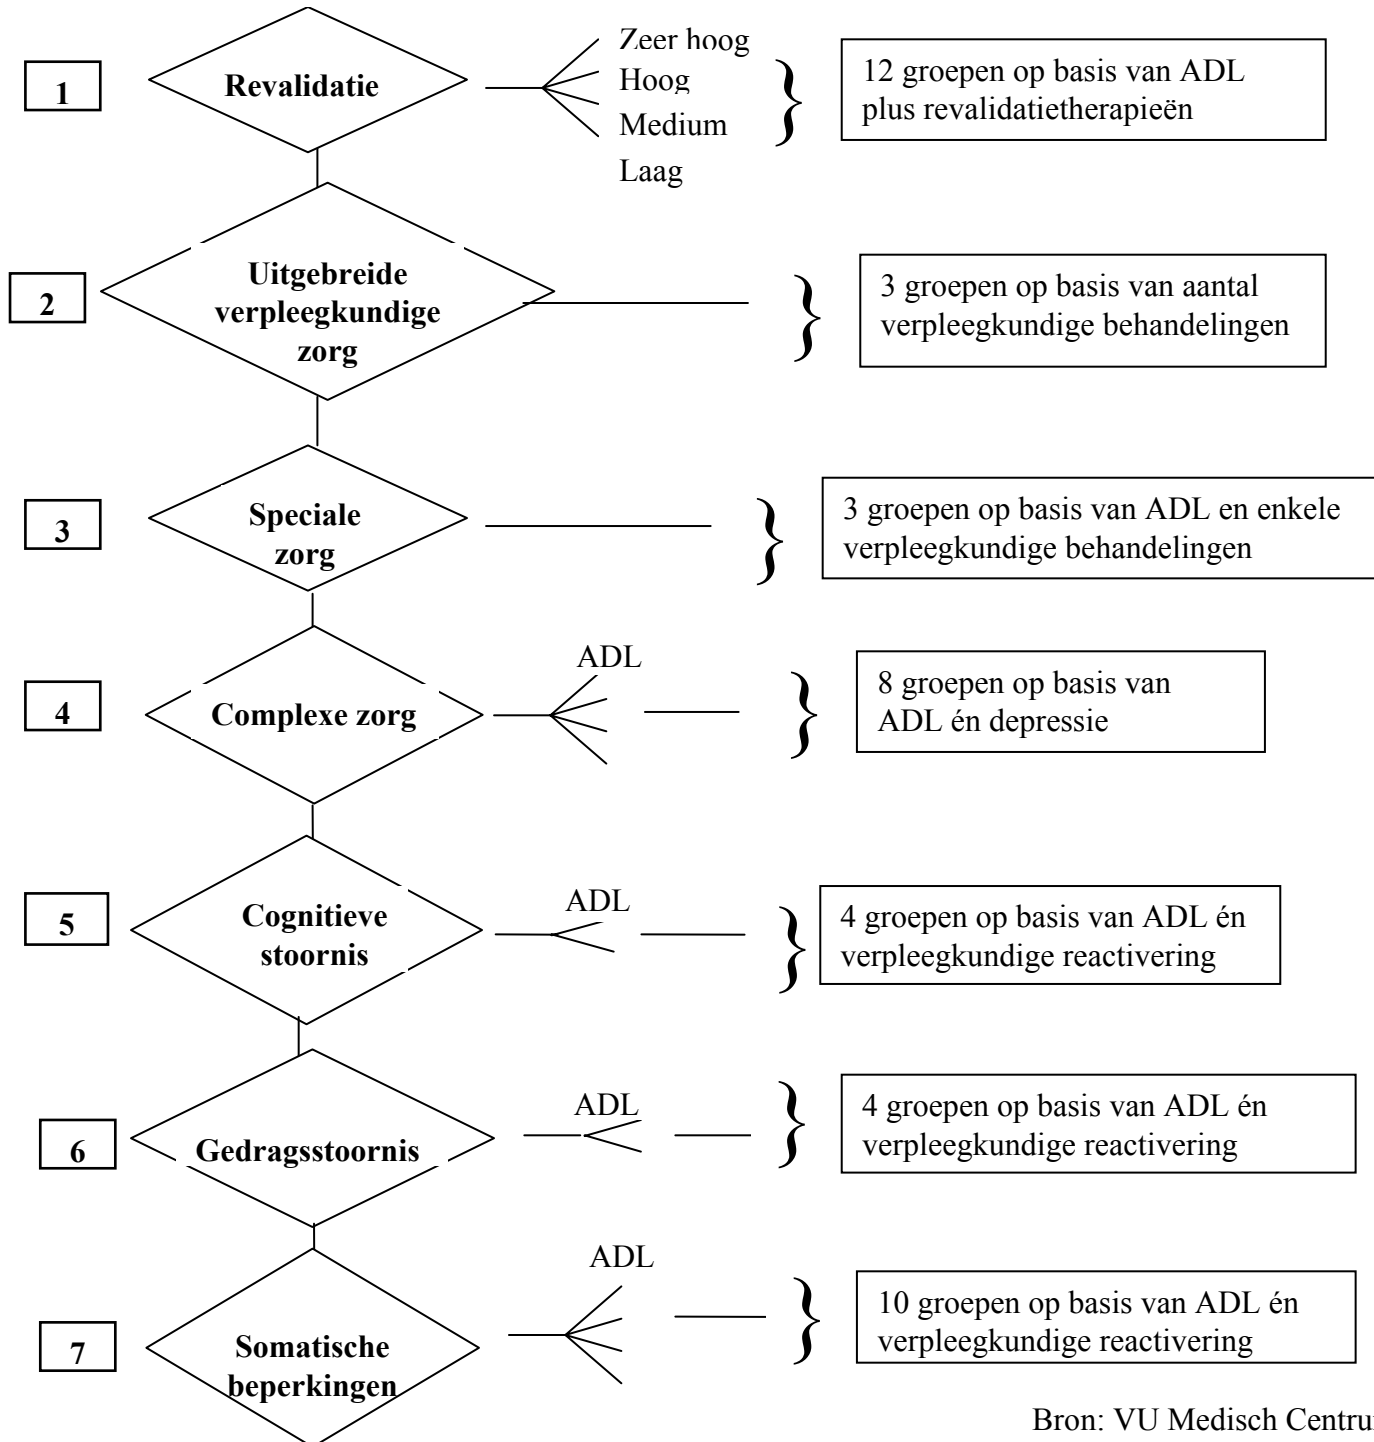 1
Revalidatie
Zeer hoog
Hoog
Medium
Laag
12 groepen op basis van ADL
plus revalidatietherapieën
2
Uitgebreide
verpleegkundige
zorg
3 groepen op basis van aantal
verpleegkundige behandelingen
3
Speciale
zorg
3 groepen op basis van ADL en enkele
verpleegkundige behandelingen
4
Complexe zorg
ADL
8 groepen op basis van
ADL én depressie
5
Cognitieve
stoornis
ADL
4 groepen op basis van ADL én
verpleegkundige reactivering
6
Gedragsstoornis
ADL
4 groepen op basis van ADL én
verpleegkundige reactivering
7
Somatische
beperkingen
ADL
10 groepen op basis van ADL én
verpleegkundige reactivering
Bron: VU Medisch Centrum